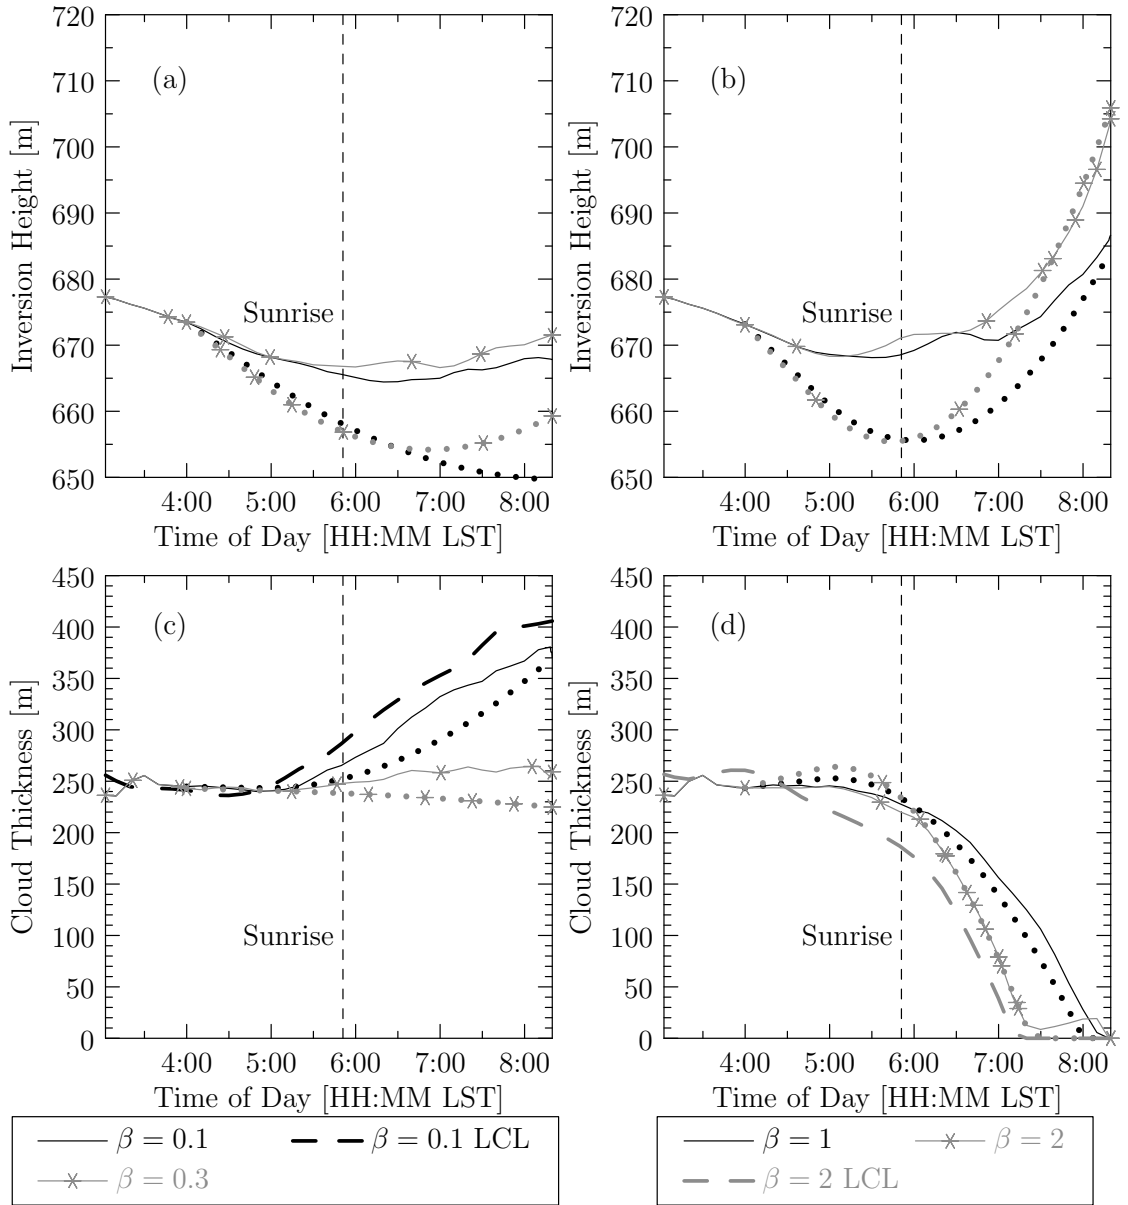 720
710
700
690
680
670
660
650
Inversion Height [m]
(a)
Sunrise
4:00 5:00 6:00 7:00 8:00
Time of Day [HH:MM LST]
720
710
700
690
680
670
660
650
Inversion Height [m]
(b)
Sunrise
4:00 5:00 6:00 7:00 8:00
Time of Day [HH:MM LST]
450
400
350
300
250
200
150
100
50
0
Cloud Thickness [m]
(c)
Sunrise
4:00 5:00 6:00 7:00 8:00
Time of Day [HH:MM LST]
450
400
350
300
250
200
150
100
50
0
Cloud Thickness [m]
(d)
Sunrise
4:00 5:00 6:00 7:00 8:00
Time of Day [HH:MM LST]
β = 0.1 β = 0.1 LCL
β = 0.3
β = 1 β = 2
β = 2 LCL